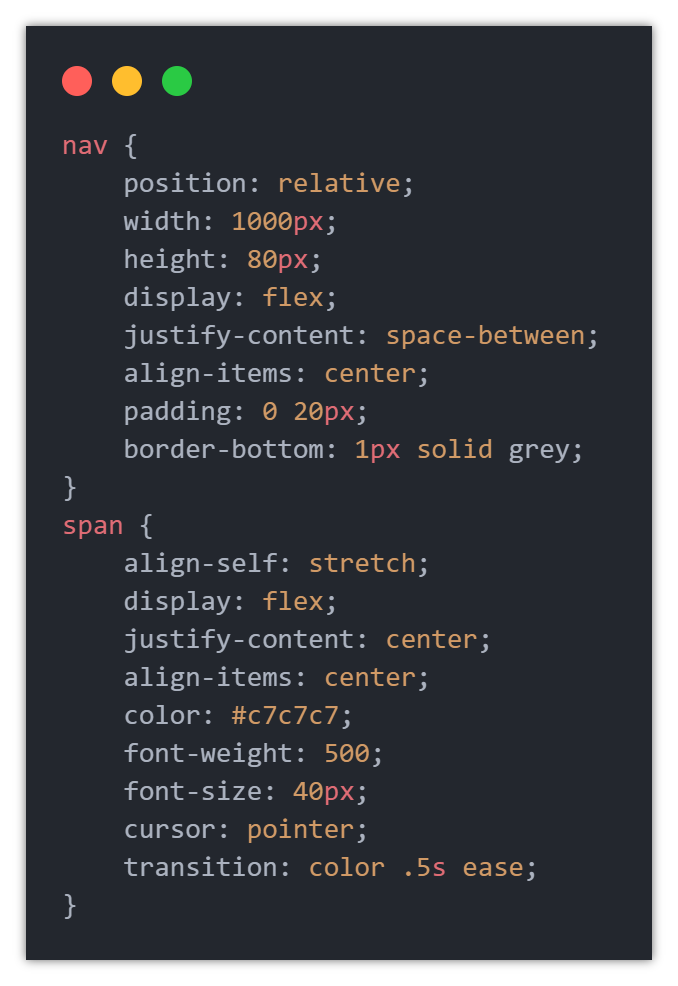 nav {
    position: relative;
    width: 1000px;
    height: 80px;
    display: flex;
    justify-content: space-between;
    align-items: center;
    padding: 0 20px;
    border-bottom: 1px solid grey;
}
span {
    align-self: stretch;
    display: flex;
    justify-content: center;
    align-items: center;
    color: #c7c7c7;
    font-weight: 500;
    font-size: 40px;
    cursor: pointer;
    transition: color .5s ease;
}